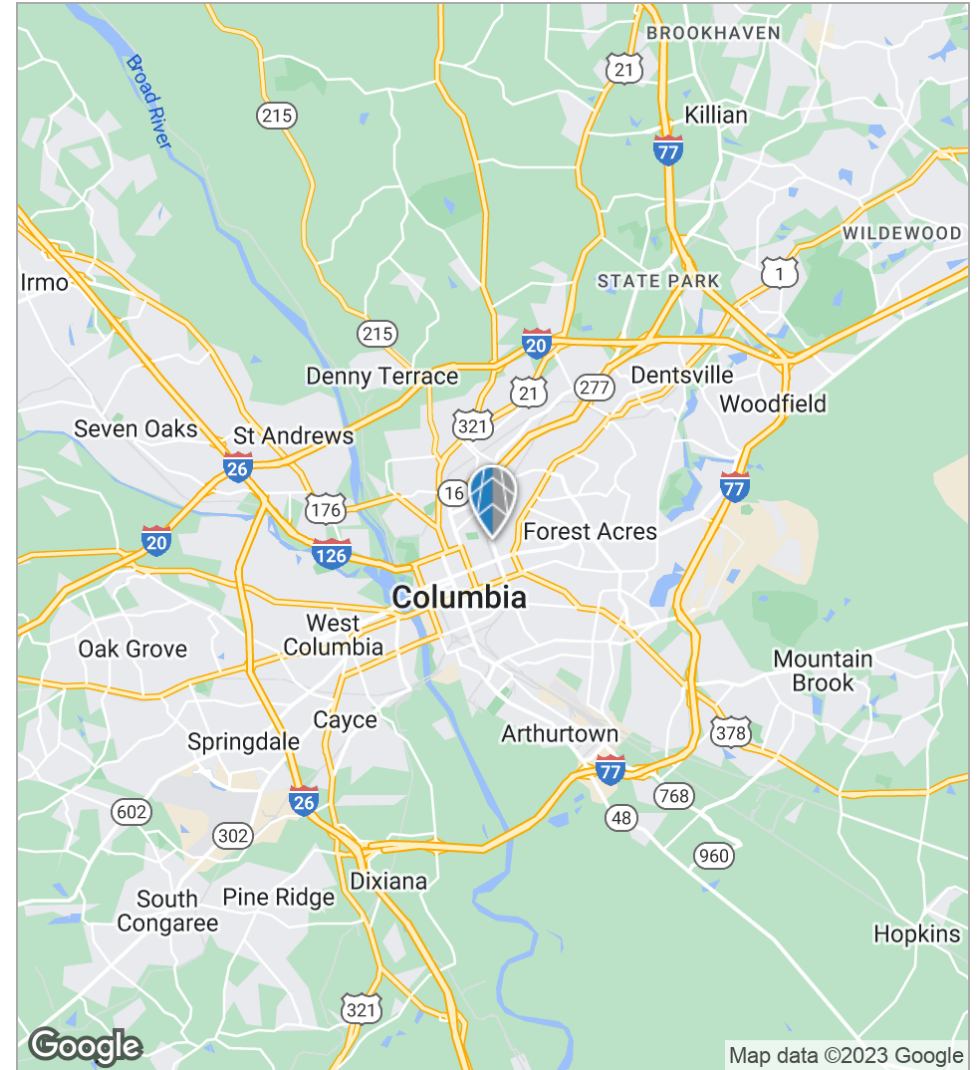 BROOKHAVEN
21
Broad River
215
Killian
77
WILDEWOOD
1
Irmo
STATE PARK
215
20
Denny Terrace
Dentsville
277
21
Woodfield
321
Seven Oaks
St Andrews
26
77
16
176
Forest Acres
20
126
Columbia
West
Columbia
Oak Grove
Mountain
Brook
Cayce
Arthurtown
378
Springdale
77
26
768
602
48
302
960
Dixiana
Pine Ridge
South
Congaree
Hopkins
321
Google
Map data ©2023 Google